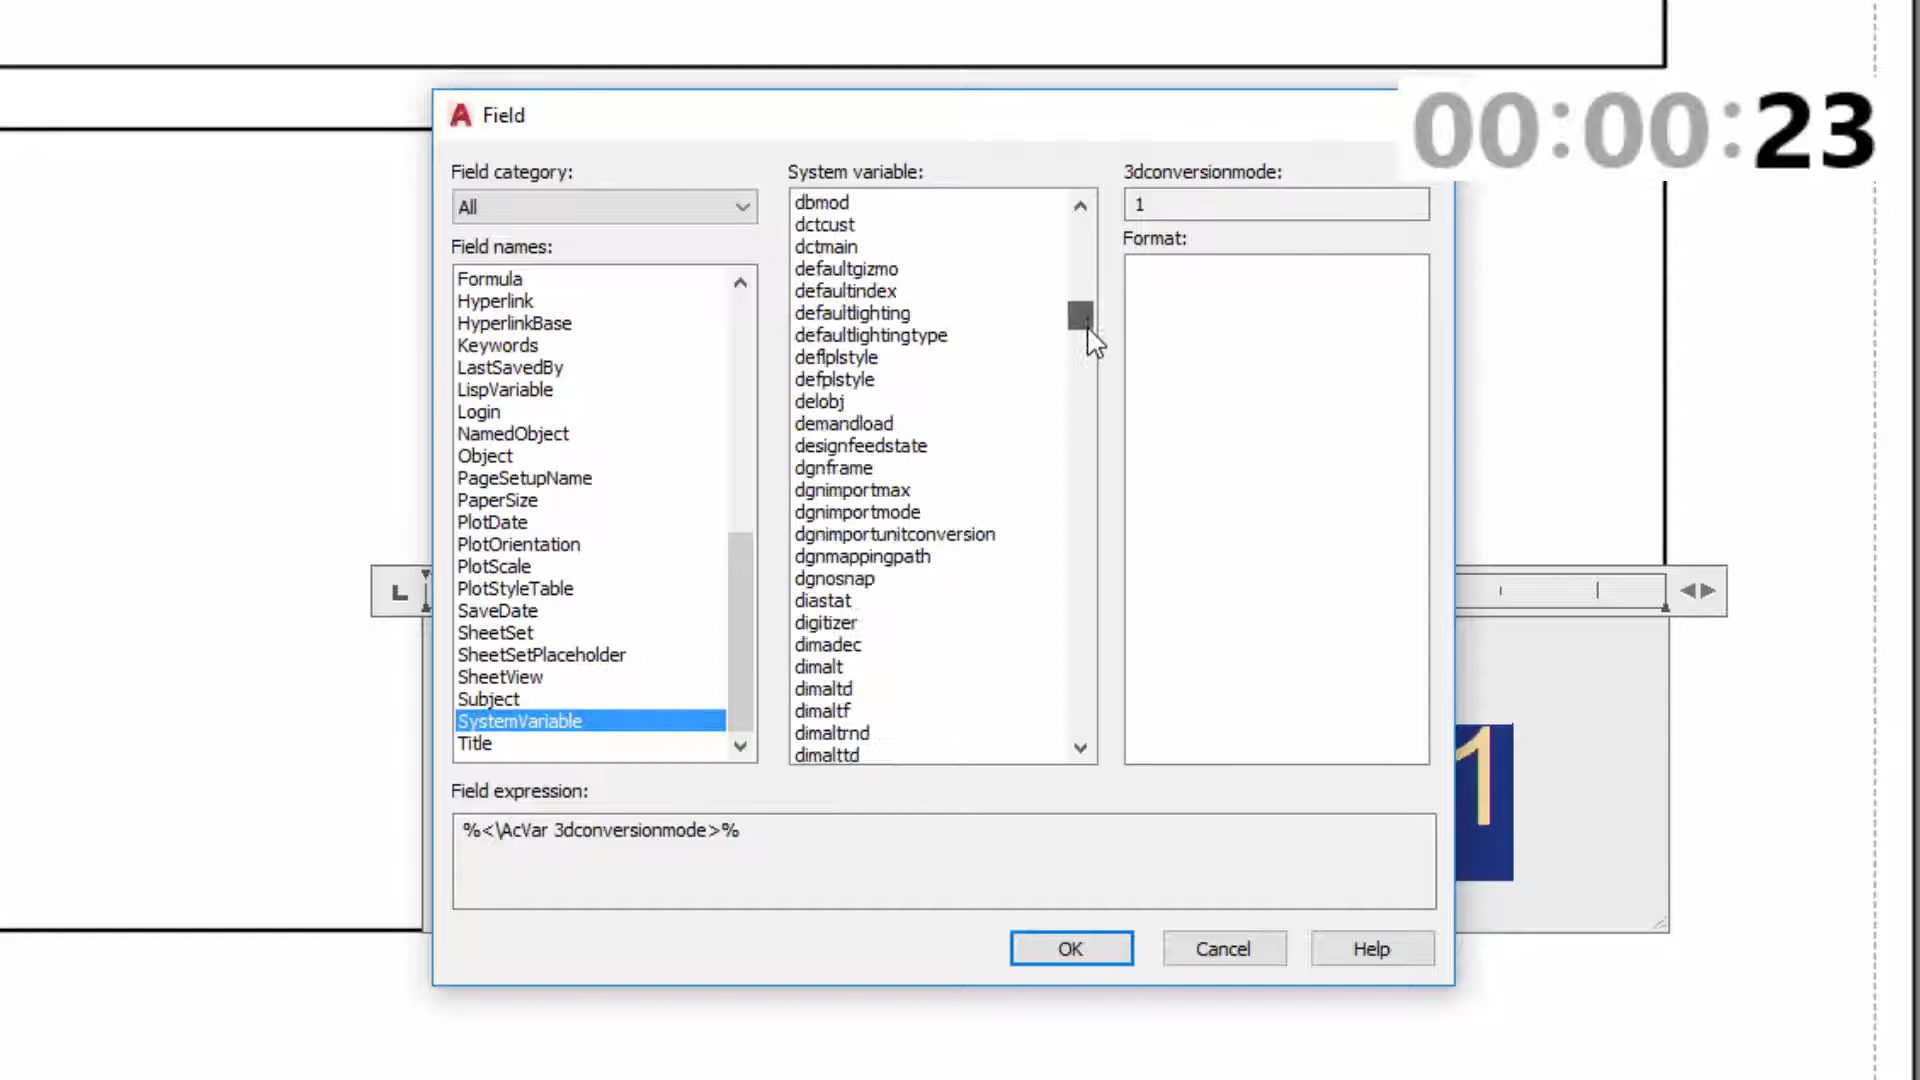 Field
00:00:23
Field category:
All
Field names:
Formula
Hyperlink
HyperlinkBase
Keywords
LastSavedBy
LispVariable
Login
NamedObject
Object
PageSetupName
PaperSize
PlotDate
PlotOrientation
PlotScale
PlotStyleTable
SaveDate
SheetSet
SheetSetPlaceholder
SheetView
Subject
SystemVariable
Title
System variable:
dbmod
dctcust
dctmain
defaultgizmo
defaultindex
defaultlighting
defaultlightingtype
deflplstyle
defplstyle
delobj
demandload
designfeedstate
dgnframe
dgnimportmax
dgnimportmode
dgnimportunitconversion
dgnmappingpath
dgnosnap
diastat
digitizer
dimadec
dimalt
dimaltd
dimaltf
dimaltrnd
dimalttd
3dconversionmode:
1
Format:
Field expression:
%<\AcVar 3dconversionmode>%
OK
Cancel
Help
1